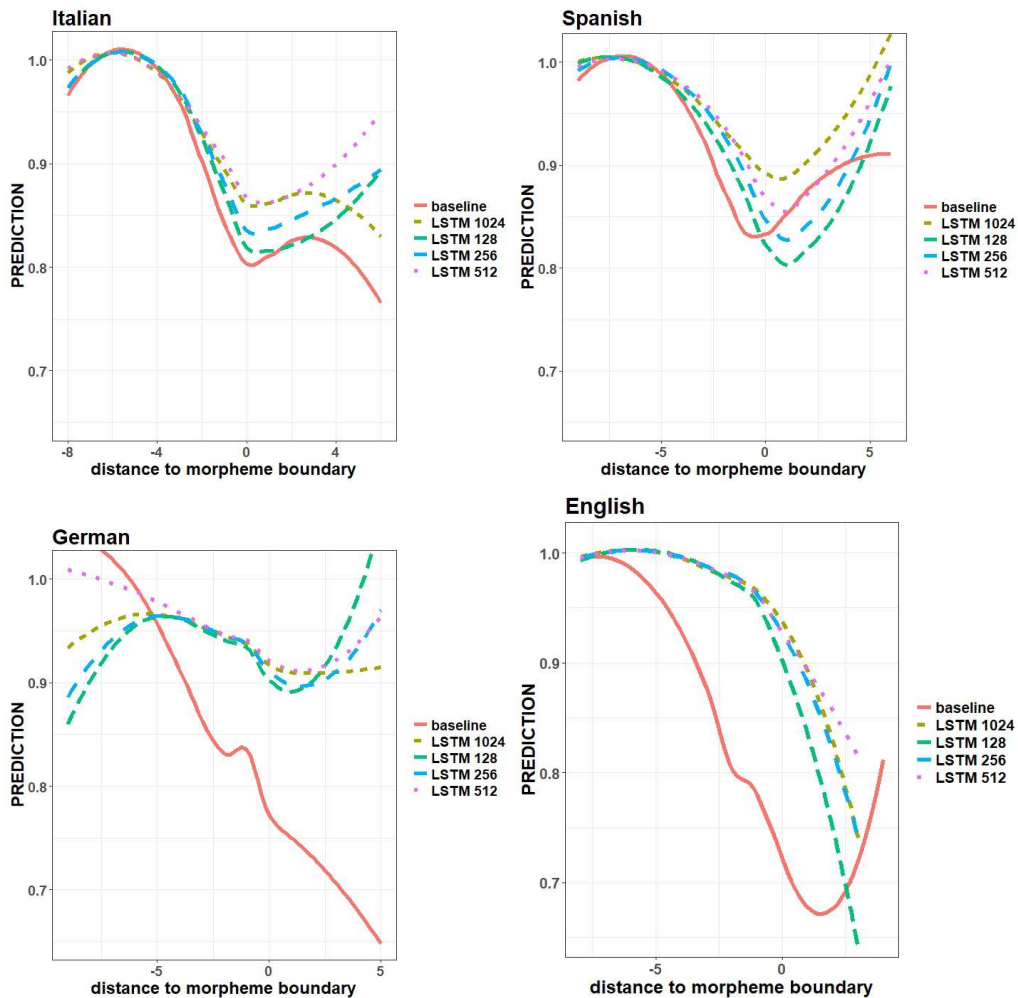 Italian
PREDICTION
1.0
0.9
0.8
0.7
-8
-4
0
4
distance to morpheme boundary
baseline
LSTM 1024
LSTM 128
LSTM 256
LSTM 512
Spanish
PREDICTION
1.0
0.9
0.8
0.7
-5
0
5
distance to morpheme boundary
baseline
LSTM 1024
LSTM 128
LSTM 256
LSTM 512
German
PREDICTION
1.0
0.9
0.8
0.7
-5
0
5
distance to morpheme boundary
baseline
LSTM 1024
LSTM 128
LSTM 256
LSTM 512
English
PREDICTION
1.0
0.9
0.8
0.7
-5
0
distance to morpheme boundary
baseline
LSTM 1024
LSTM 128
LSTM 256
LSTM 512